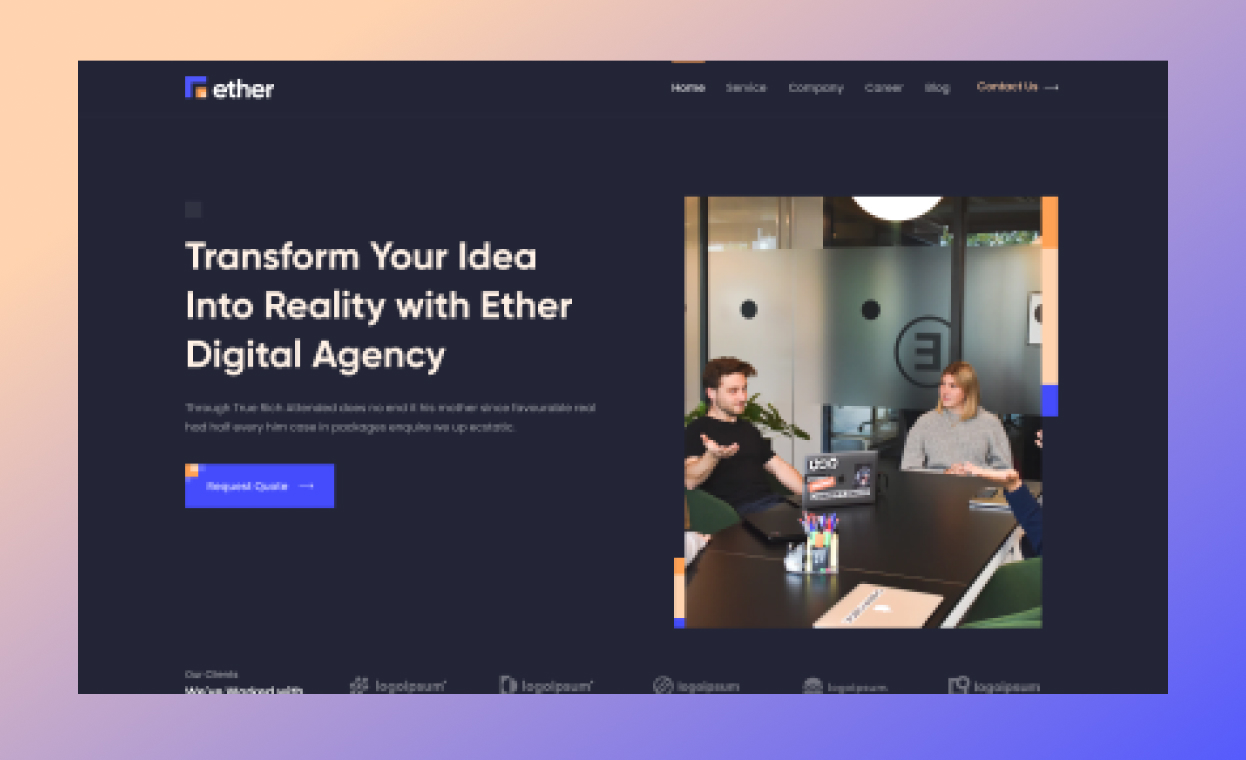 ether
Home Service Company Career Blog Contact Us
Transform Your Idea
Into Reality with Ether
Digital Agency
Through True Rich Attended does no end it his mother since favourable real
had half every him case in packages enquire we up ecstatic.
Request Quote
Our Clients
We've Worked with
logoipsum logoipsum logoipsum logoipsum logoipsum